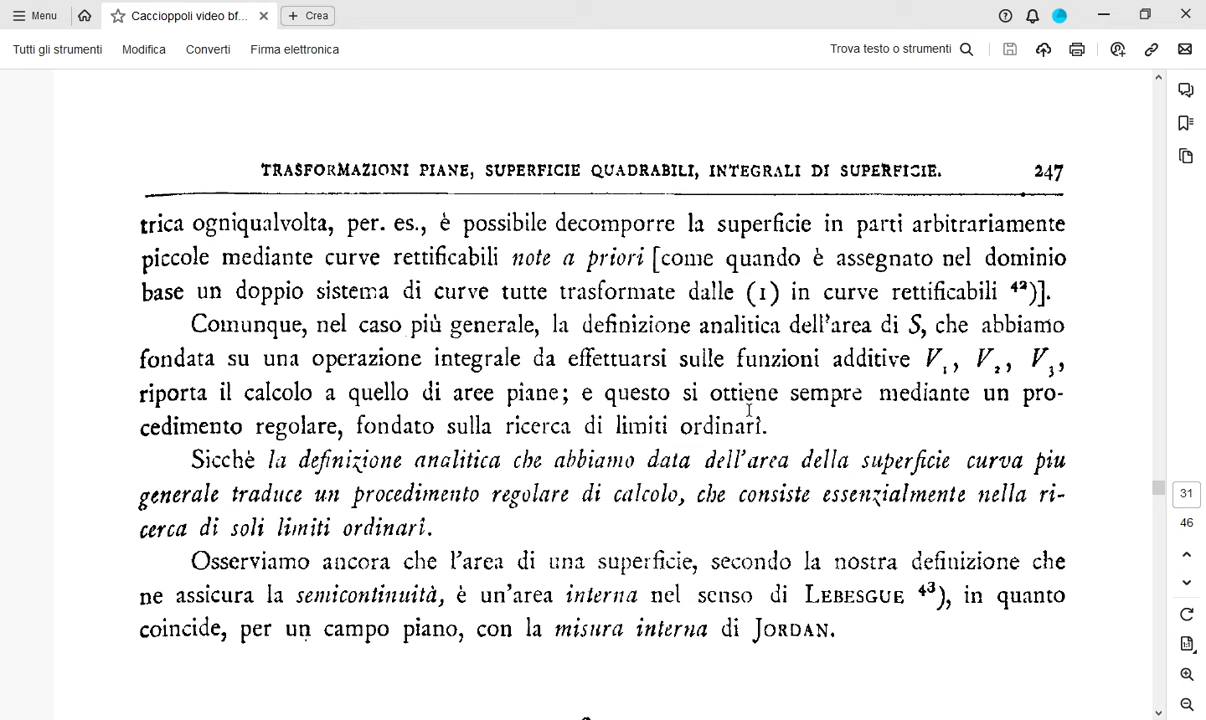 Menu
Caccioppoli video bf...
Crea
Tutti gli strumenti
Modifica
Converti
Firma elettronica
Trova testo o strumenti
TRASFORMAZIONI PIANE, SUPERFICIE QUADRABILI, INTEGRALI DI SUPERFICIE. 247
trica ogniqualvolta, per. es., è possibile decomporre la superficie in parti arbitrariamente
piccole mediante curve rettificabili note a priori [come quando è assegnato nel dominio
base un doppio sistema di curve tutte trasformate dalle (1) in curve rettificabili ⁴²)].
Comunque, nel caso più generale, la definizione analitica dell'area di S, che abbiamo
fondata su una operazione integrale da effettuarsi sulle funzioni additive V₁, V₂, V₃,
riporta il calcolo a quello di aree piane; e questo si ottiene sempre mediante un pro-
cedimento regolare, fondato sulla ricerca di limiti ordinarî.
Sicchè la definizione analitica che abbiamo data dell'area della superficie curva piu
generale traduce un procedimento regolare di calcolo, che consiste essenzialmente nella ri-
cerca di soli limiti ordinarî.
Osserviamo ancora che l'area di una superficie, secondo la nostra definizione che
ne assicura la semicontinuità, è un'area interna nel senso di LEBESGUE ⁴³), in quanto
coincide, per un campo piano, con la misura interna di JORDAN.
31
46
1:1